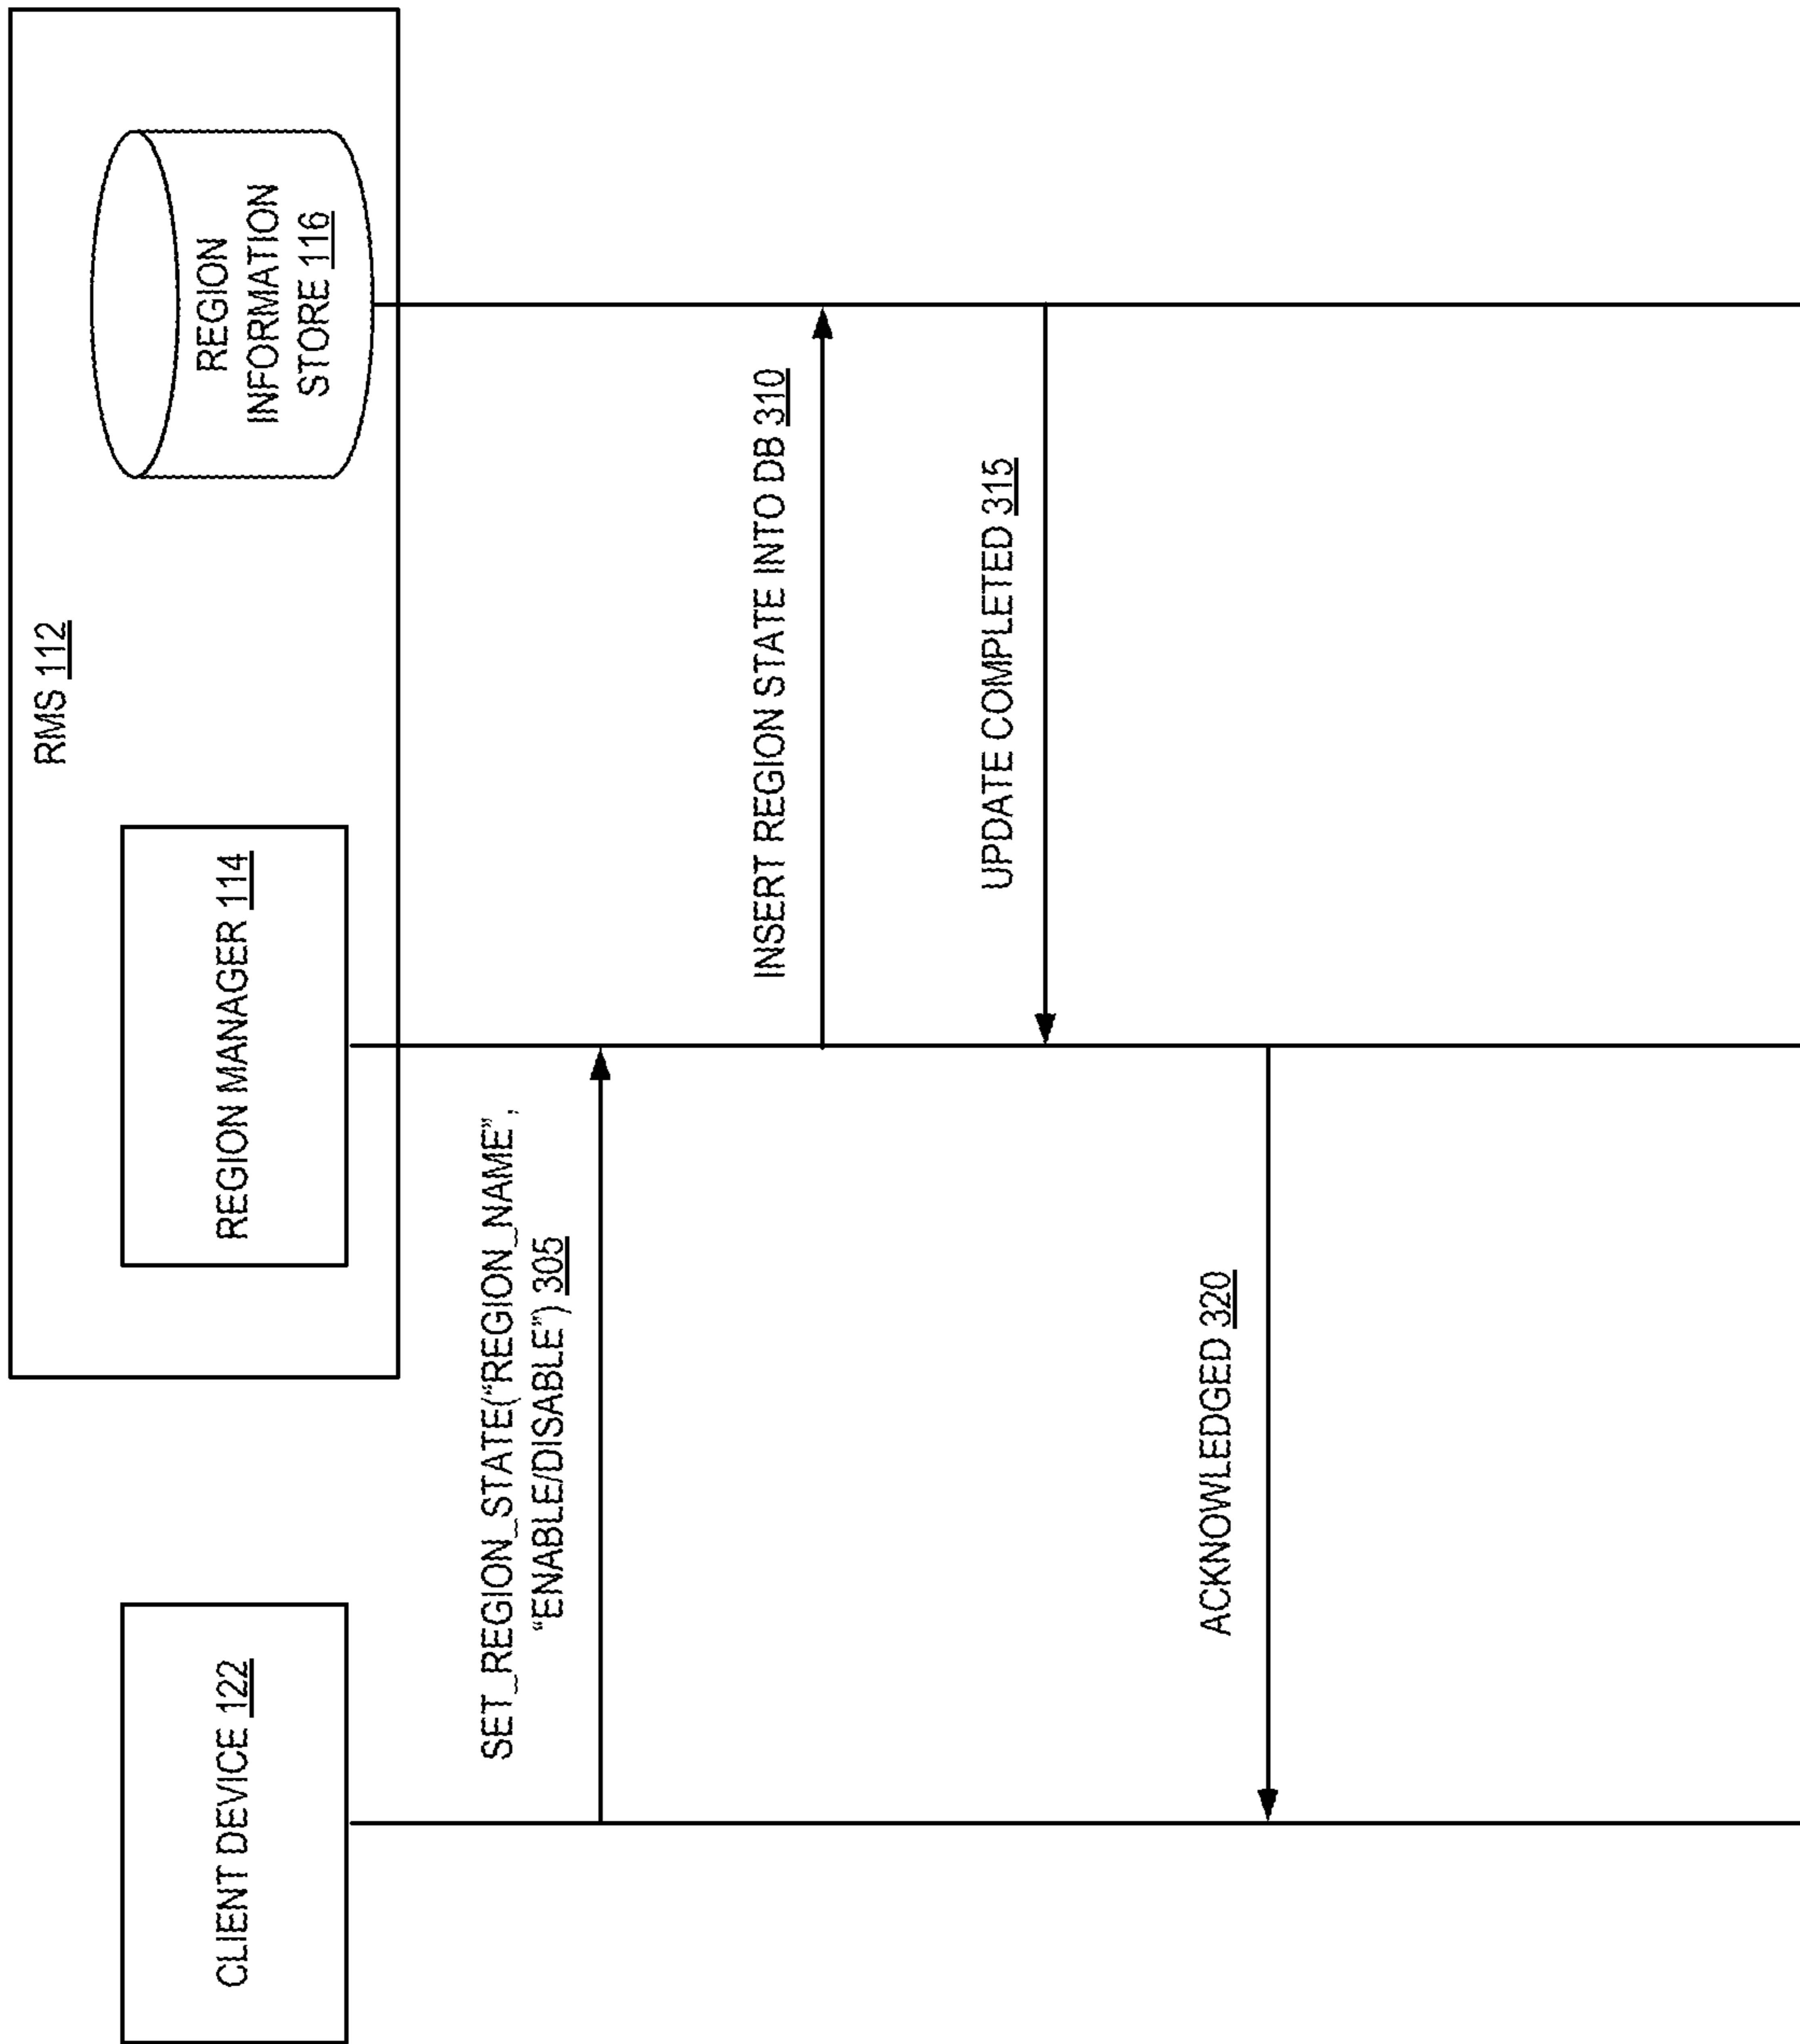 RMS 112
CLIENT DEVICE 122
REGION MANAGER 114
REGION
INFORMATION
STORE 116
SET_REGION_STATE(“REGION_NAME”,
“ENABLE/DISABLE”) 305
INSERT REGION STATE INTO DB 310
UPDATE COMPLETED 315
ACKNOWLEDGED 320